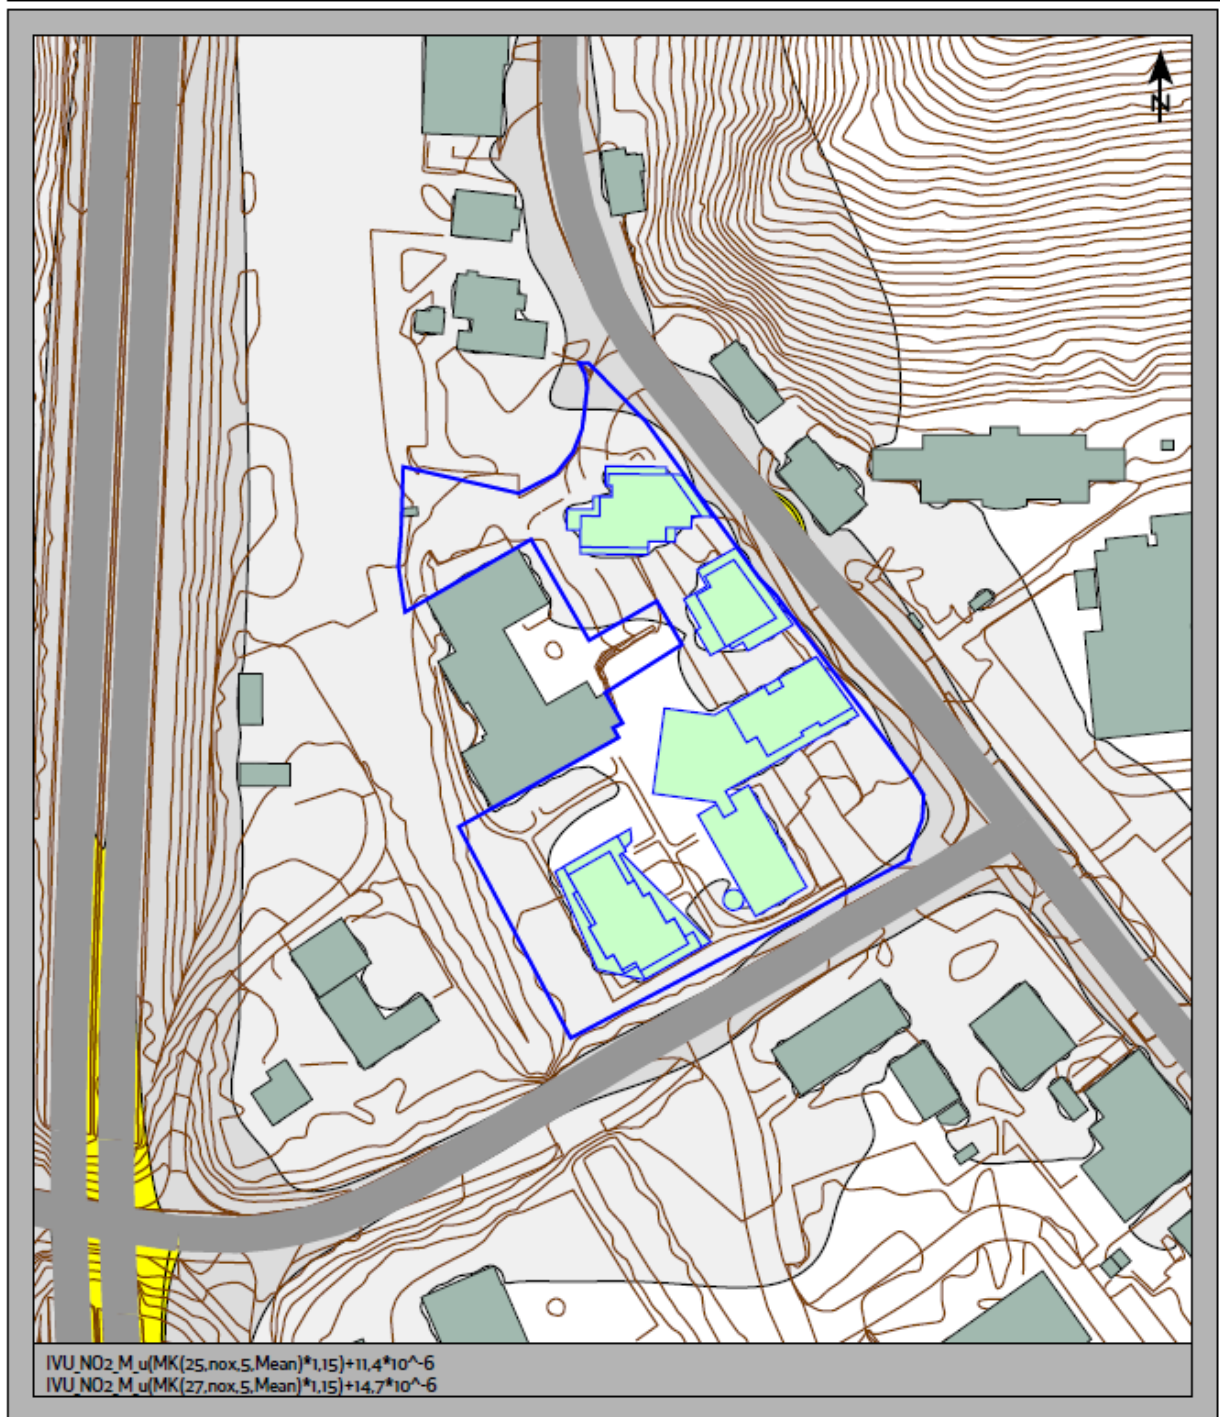 N
IVU_NO2_M_u(MK(25,nox,5,Mean)*1,15)+11,4*10^-6
IVU_NO2_M_u(MK(27,nox,5,Mean)*1,15)+14,7*10^-6